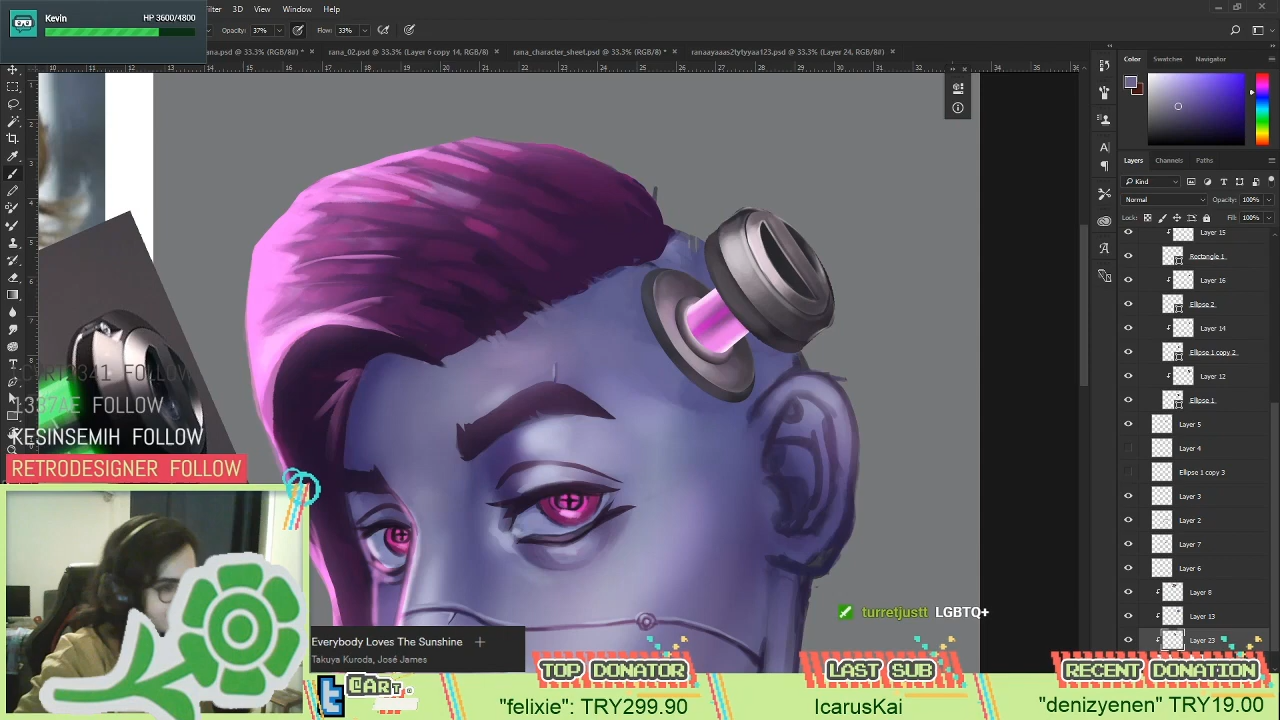 Kevin
HP 3600/4800
Filter 3D View Window Help
Opacity: 37% Flow: 33%
rana_02.psd @ 33.3% (Layer 6 copy 14, RGB/8)
rana_character_sheet.psd @ 33.3% (RGB/8#) *
ranaayaaas2tytyyaa123.psd @ 33.3% (Layer 24, RGB/8#)
Color Swatches Navigator
Layers Channels Paths
Kind
Normal Opacity: 100%
Lock: Fill: 100%
Layer 15
Rectangle 1
Layer 16
Ellipse 2
Layer 14
Ellipse 1 copy 2
Layer 12
Ellipse 1
Layer 5
Layer 4
Ellipse 1 copy 3
Layer 3
Layer 2
Layer 7
Layer 6
Layer 8
Layer 13
Layer 23
1337AE FOLLOW
KESINSEMIH FOLLOW
RETRODESIGNER FOLLOW
turretjustt LGBTQ+
Everybody Loves The Sunshine
Takuya Kuroda, José James
TOP DONATOR
LAST SUB
RECENT DONATION
"felixie": TRY299.90
IcarusKai
"denizyenen" TRY19.00